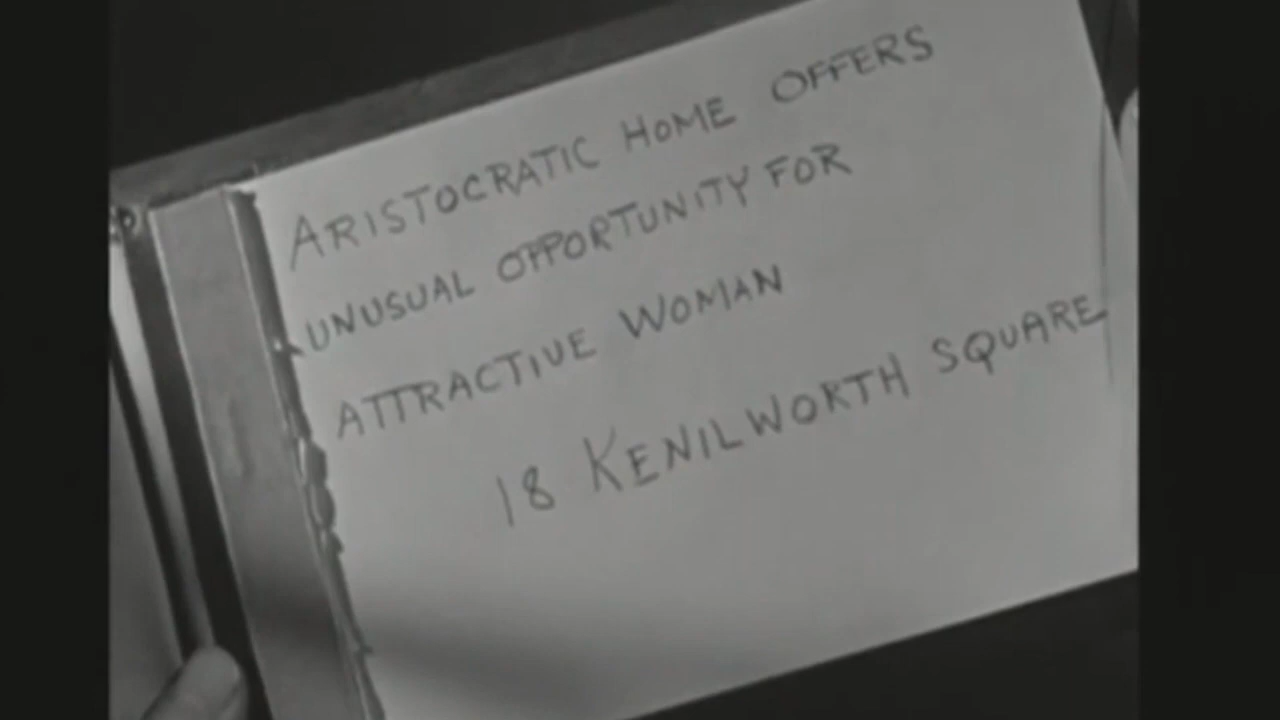 ARISTOCRATIC HOME OFFERS
UNUSUAL OPPORTUNITY FOR
ATTRACTIVE WOMAN
18 KENILWORTH SQUARE